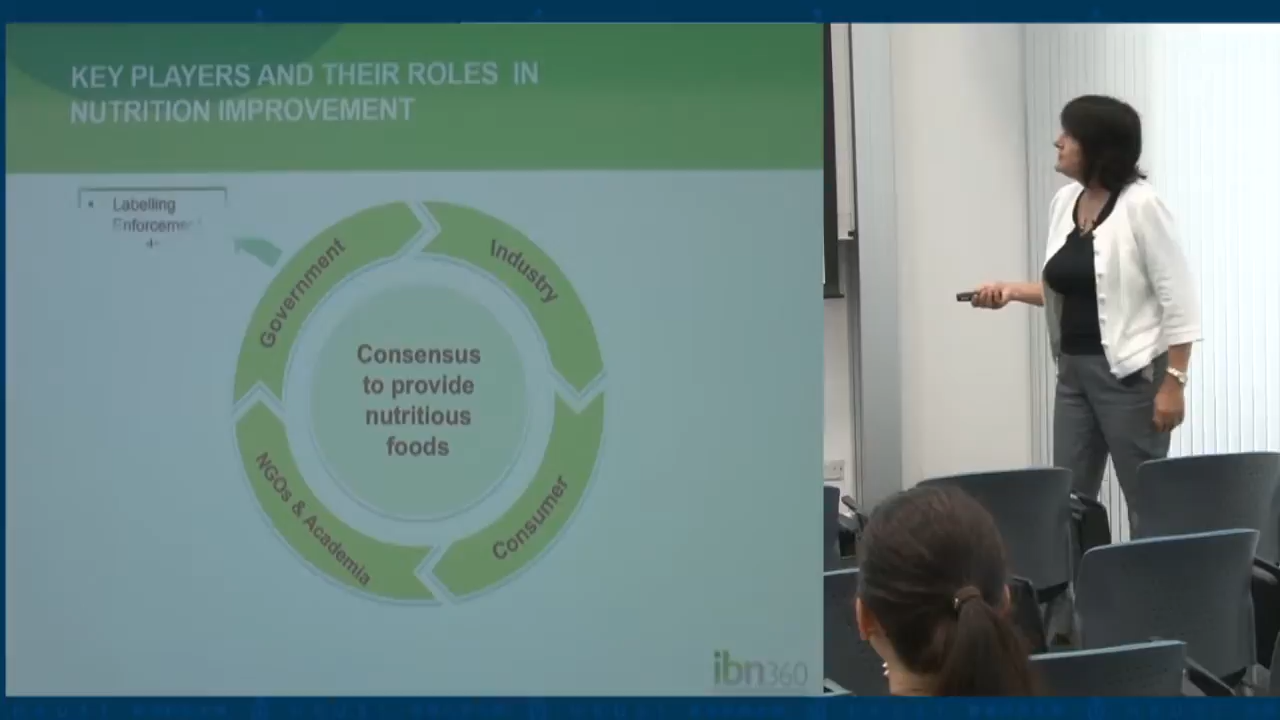 KEY PLAYERS AND THEIR ROLES IN
NUTRITION IMPROVEMENT
• Labelling
Enforcement
Government
Industry
Consensus
to provide
nutritious
foods
NGOs & Academia
Consumer
ibn360